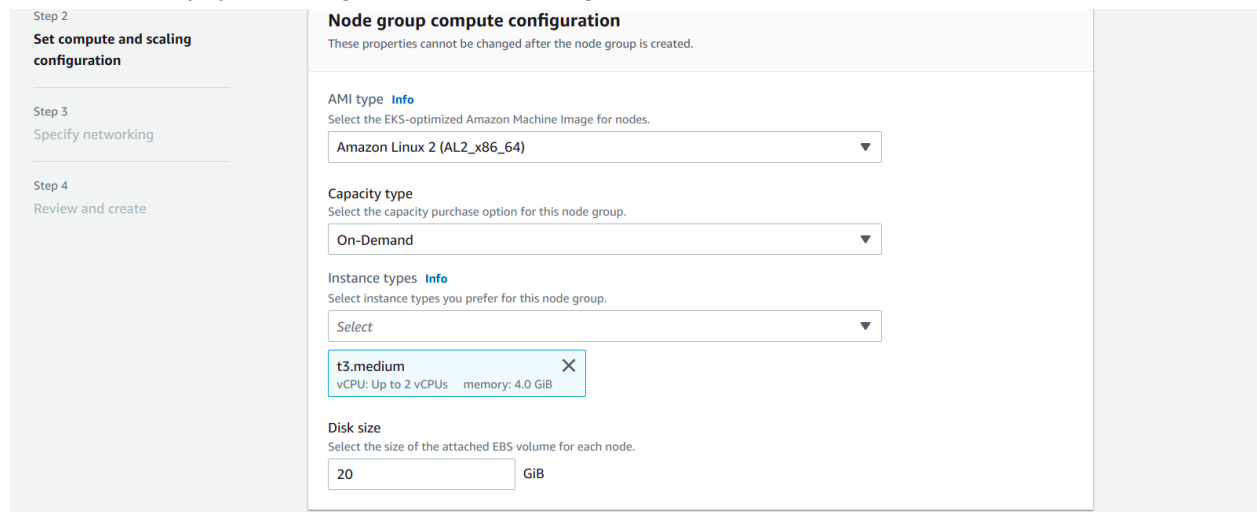 Step 2
Set compute and scaling
configuration
Step 3
Specify networking
Step 4
Review and create
Node group compute configuration
These properties cannot be changed after the node group is created.
AMI type Info
Select the EKS-optimized Amazon Machine Image for nodes.
Amazon Linux 2 (AL2_x86_64)
Capacity type
Select the capacity purchase option for this node group.
On-Demand
Instance types Info
Select instance types you prefer for this node group.
Select
t3.medium
vCPU: Up to 2 vCPUs memory: 4.0 GiB
Disk size
Select the size of the attached EBS volume for each node.
20 GiB